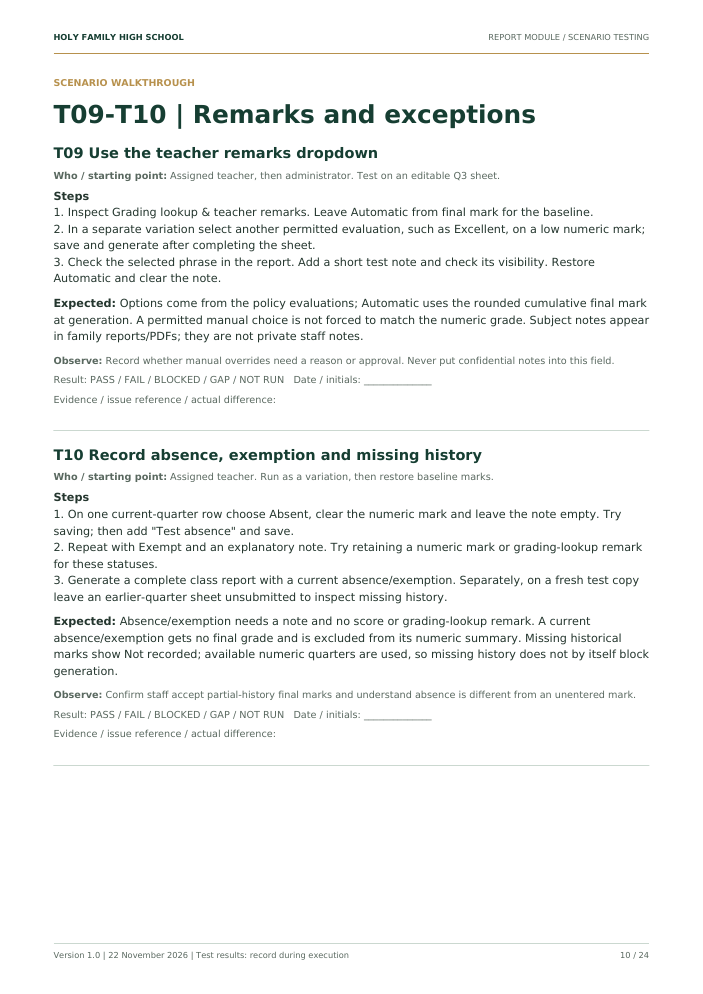 HOLY FAMILY HIGH SCHOOL
REPORT MODULE / SCENARIO TESTING
SCENARIO WALKTHROUGH
T09-T10 | Remarks and exceptions
T09 Use the teacher remarks dropdown
Who / starting point: Assigned teacher, then administrator. Test on an editable Q3 sheet.
Steps
1. Inspect Grading lookup & teacher remarks. Leave Automatic from final mark for the baseline.
2. In a separate variation select another permitted evaluation, such as Excellent, on a low numeric mark;
save and generate after completing the sheet.
3. Check the selected phrase in the report. Add a short test note and check its visibility. Restore
Automatic and clear the note.
Expected: Options come from the policy evaluations; Automatic uses the rounded cumulative final mark
at generation. A permitted manual choice is not forced to match the numeric grade. Subject notes appear
in family reports/PDFs; they are not private staff notes.
Observe: Record whether manual overrides need a reason or approval. Never put confidential notes into this field.
Result: PASS / FAIL / BLOCKED / GAP / NOT RUN   Date / initials: ______________
Evidence / issue reference / actual difference:
T10 Record absence, exemption and missing history
Who / starting point: Assigned teacher. Run as a variation, then restore baseline marks.
Steps
1. On one current-quarter row choose Absent, clear the numeric mark and leave the note empty. Try
saving; then add "Test absence" and save.
2. Repeat with Exempt and an explanatory note. Try retaining a numeric mark or grading-lookup remark
for these statuses.
3. Generate a complete class report with a current absence/exemption. Separately, on a fresh test copy
leave an earlier-quarter sheet unsubmitted to inspect missing history.
Expected: Absence/exemption needs a note and no score or grading-lookup remark. A current
absence/exemption gets no final grade and is excluded from its numeric summary. Missing historical
marks show Not recorded; available numeric quarters are used, so missing history does not by itself block
generation.
Observe: Confirm staff accept partial-history final marks and understand absence is different from an unentered mark.
Result: PASS / FAIL / BLOCKED / GAP / NOT RUN   Date / initials: ______________
Evidence / issue reference / actual difference:
Version 1.0 | 22 November 2026 | Test results: record during execution
10 / 24